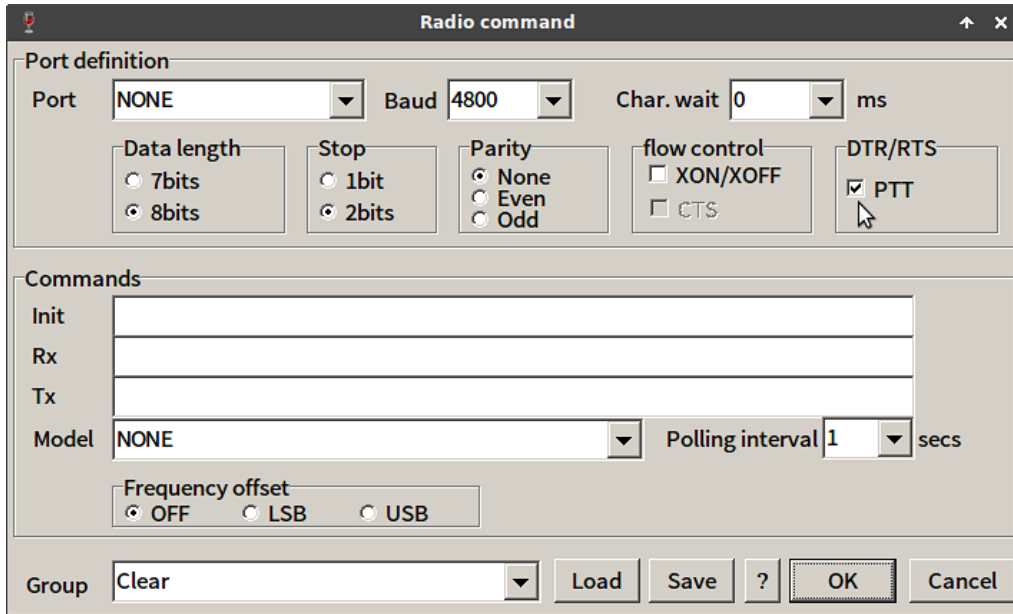 Radio command
Port definition
Port NONE Baud 4800 Char. wait 0 ms
Data length Stop Parity flow control DTR/RTS
7bits 1bit None XON/XOFF PTT
8bits 2bits Even CTS
Odd
Commands
Init
Rx
Tx
Model NONE Polling interval 1 secs
Frequency offset
OFF LSB USB
Group Clear Load Save ? OK Cancel